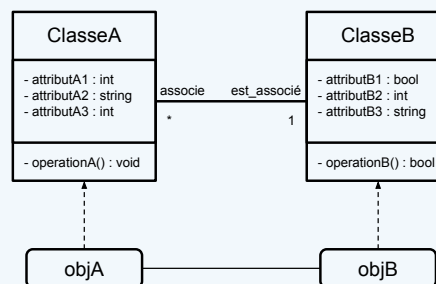 ClasseA
- attributA1 : int
- attributA2 : string
- attributA3 : int
- operationA() : void
associe
*
est_associé
1
ClasseB
- attributB1 : bool
- attributB2 : int
- attributB3 : string
- operationB() : bool
objA
objB